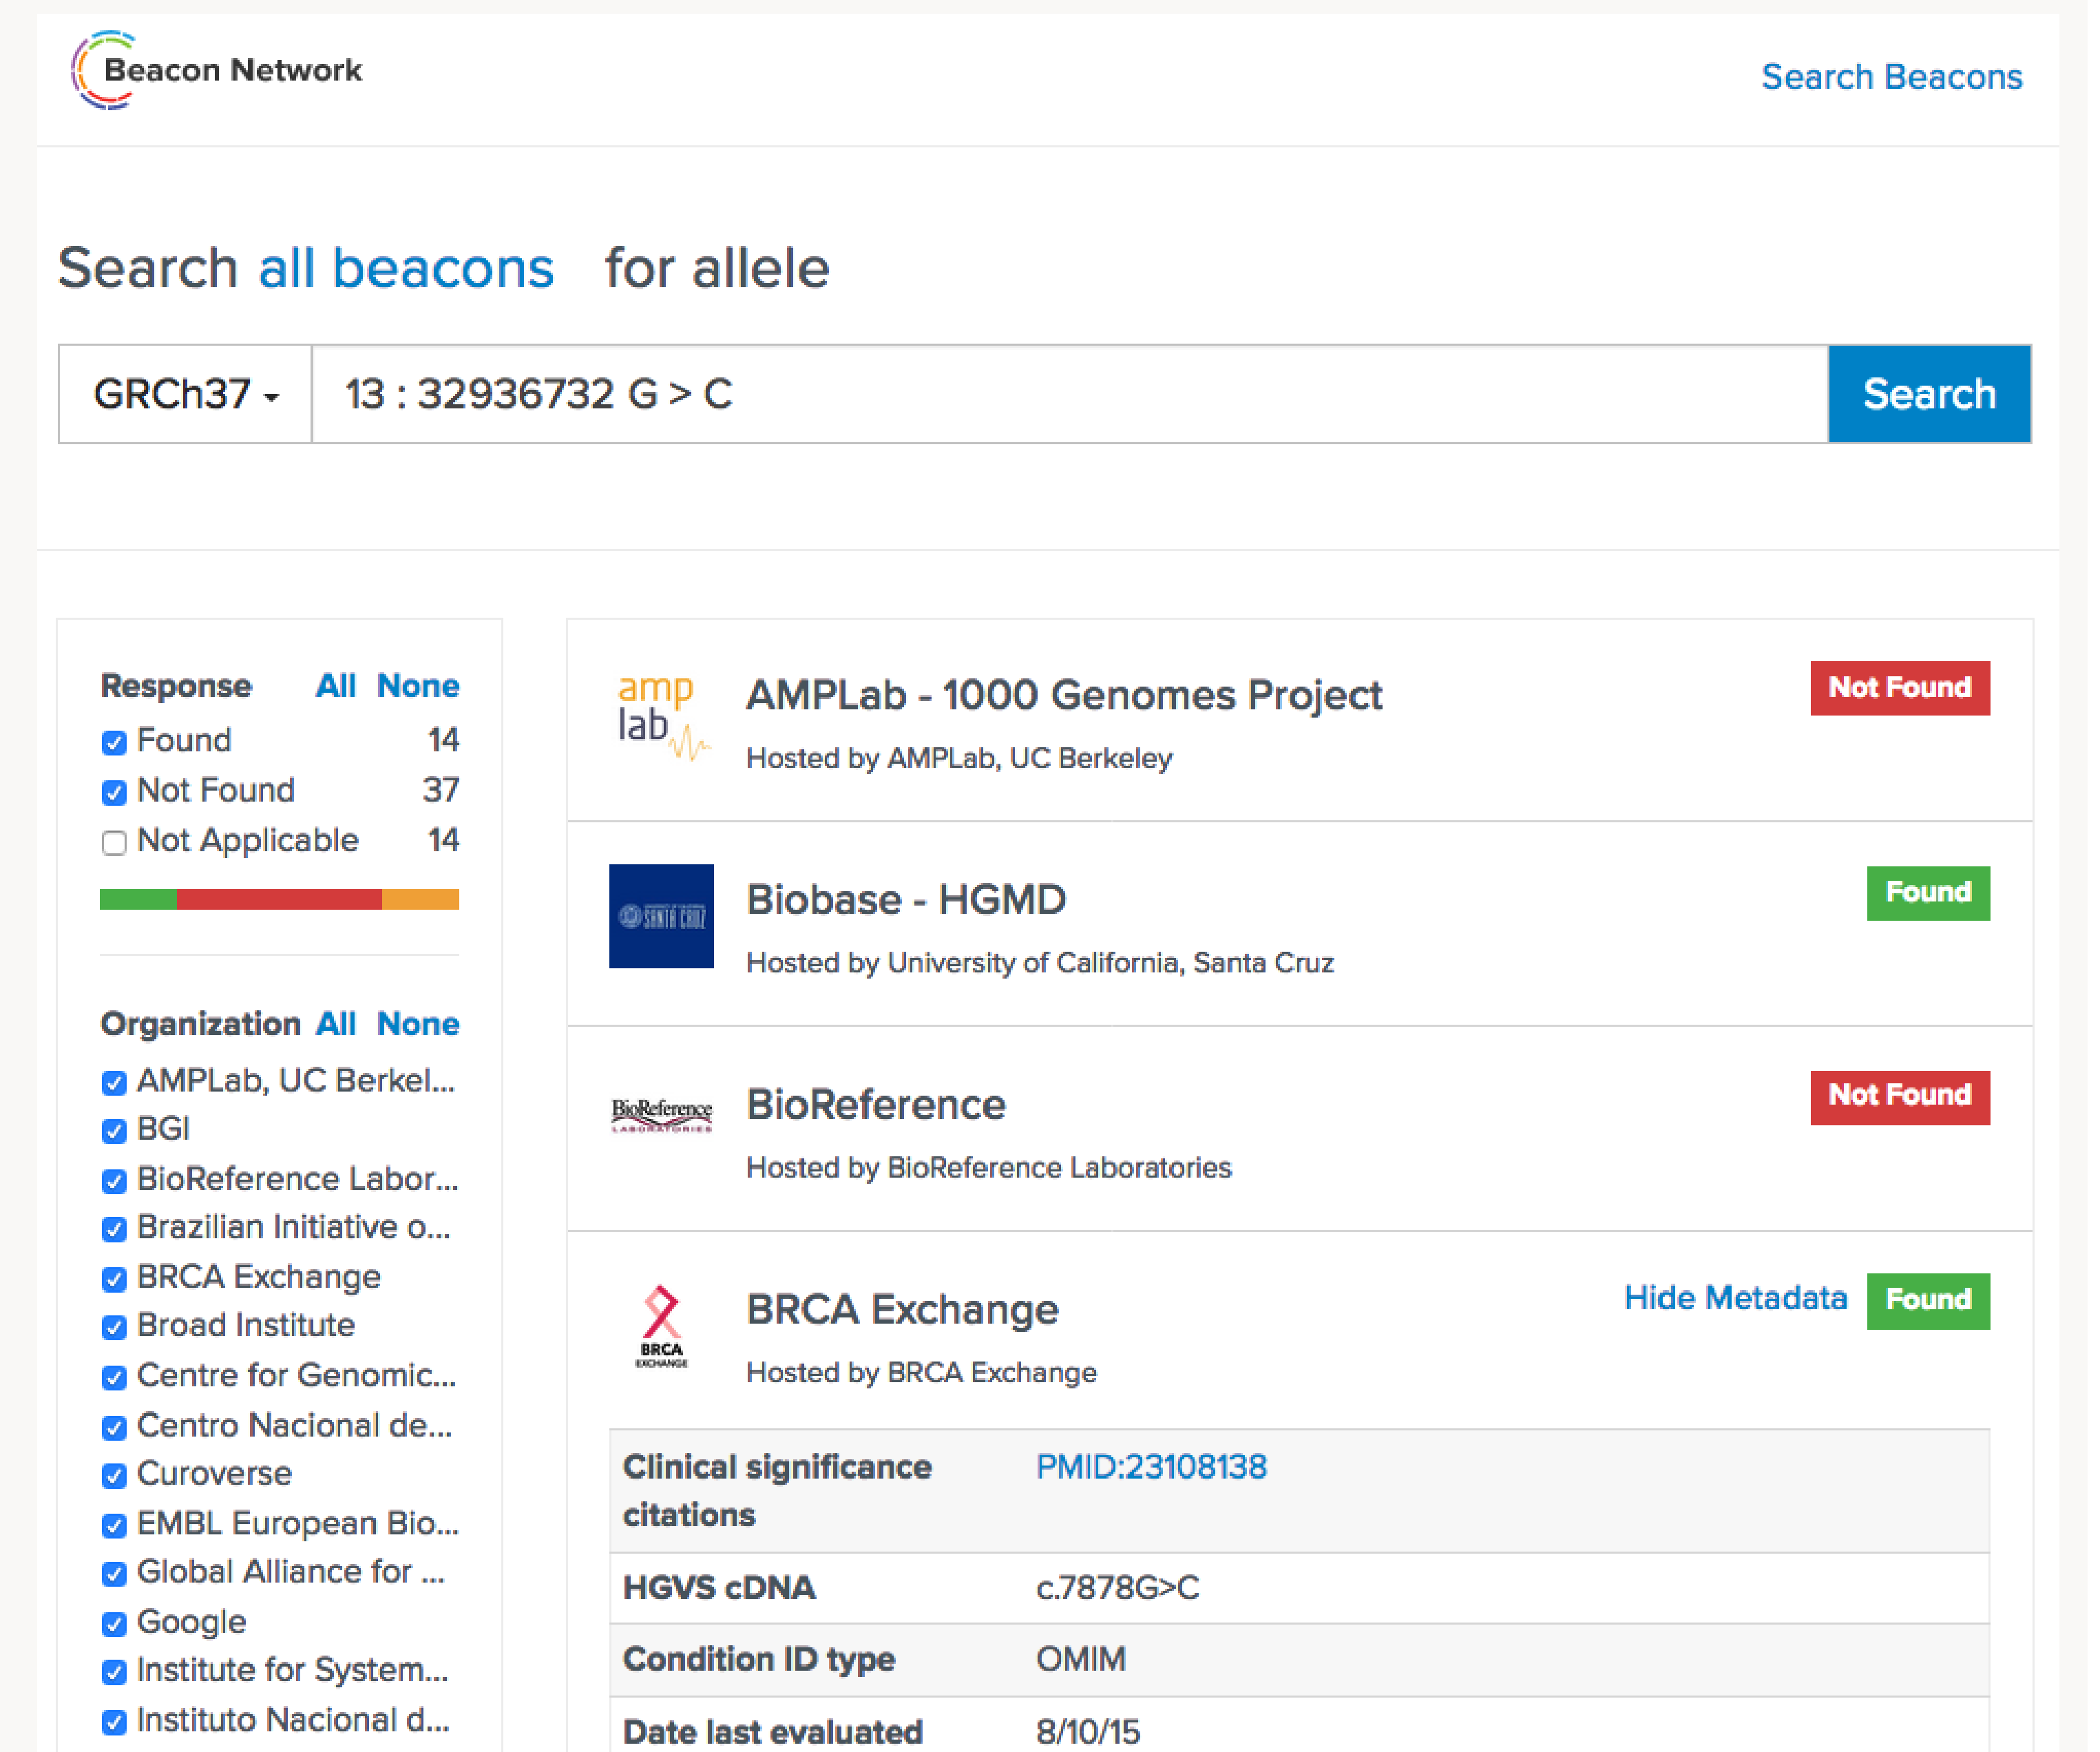 Beacon Network
Search Beacons
Search all beacons for allele
GRCh37
13 : 32936732 G > C
Search
Response All None
Found 14
Not Found 37
Not Applicable 14
Organization All None
AMPLab, UC Berkel...
BGI
BioReference Labor...
Brazilian Initiative o...
BRCA Exchange
Broad Institute
Centre for Genomic...
Centro Nacional de...
Curoverse
EMBL European Bio...
Global Alliance for ...
Google
Institute for System...
Instituto Nacional d...
amp
lab
AMPLab - 1000 Genomes Project
Not Found
Hosted by AMPLab, UC Berkeley
SANTA CRUZ
Biobase - HGMD
Found
Hosted by University of California, Santa Cruz
BioReference
LABORATORIES
BioReference
Not Found
Hosted by BioReference Laboratories
BRCA
EXCHANGE
BRCA Exchange
Hide Metadata
Found
Hosted by BRCA Exchange
Clinical significance
citations
PMID:23108138
HGVS cDNA c.7878G>C
Condition ID type OMIM
Date last evaluated 8/10/15